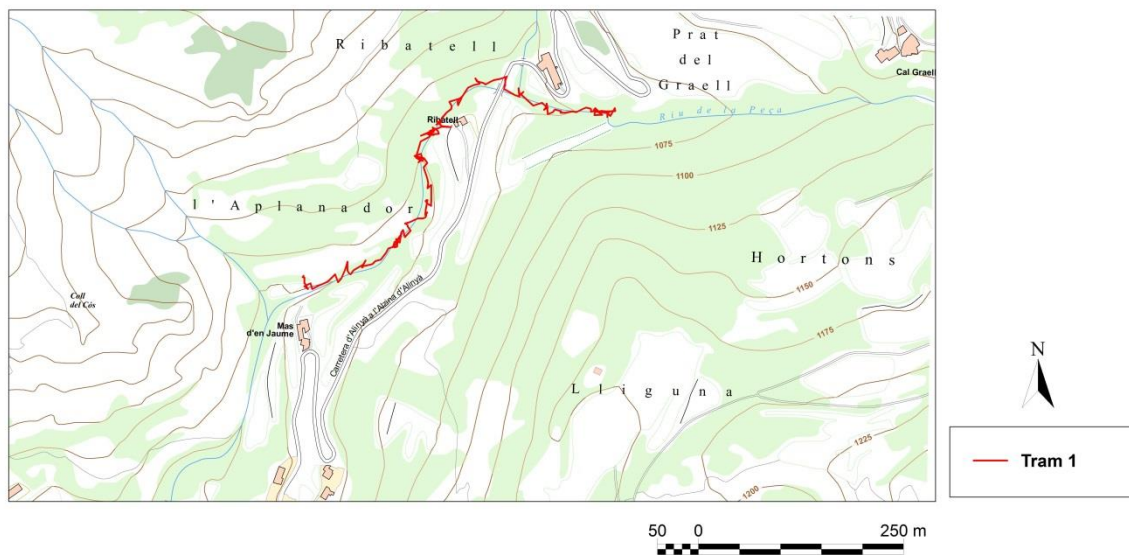 Ribatell
Prat
del
Graell
Cal Graell
Riu de la Peça
Ribatell
1075
1100
l'Aplanador
1125
Hortons
1150
Coll
del Cós
Mas
d'en Jaume
Carretera d'Alinyà a l'Alzina d'Alinyà
1175
Lliguna
1225
1200
N
Tram 1
50 0 250 m